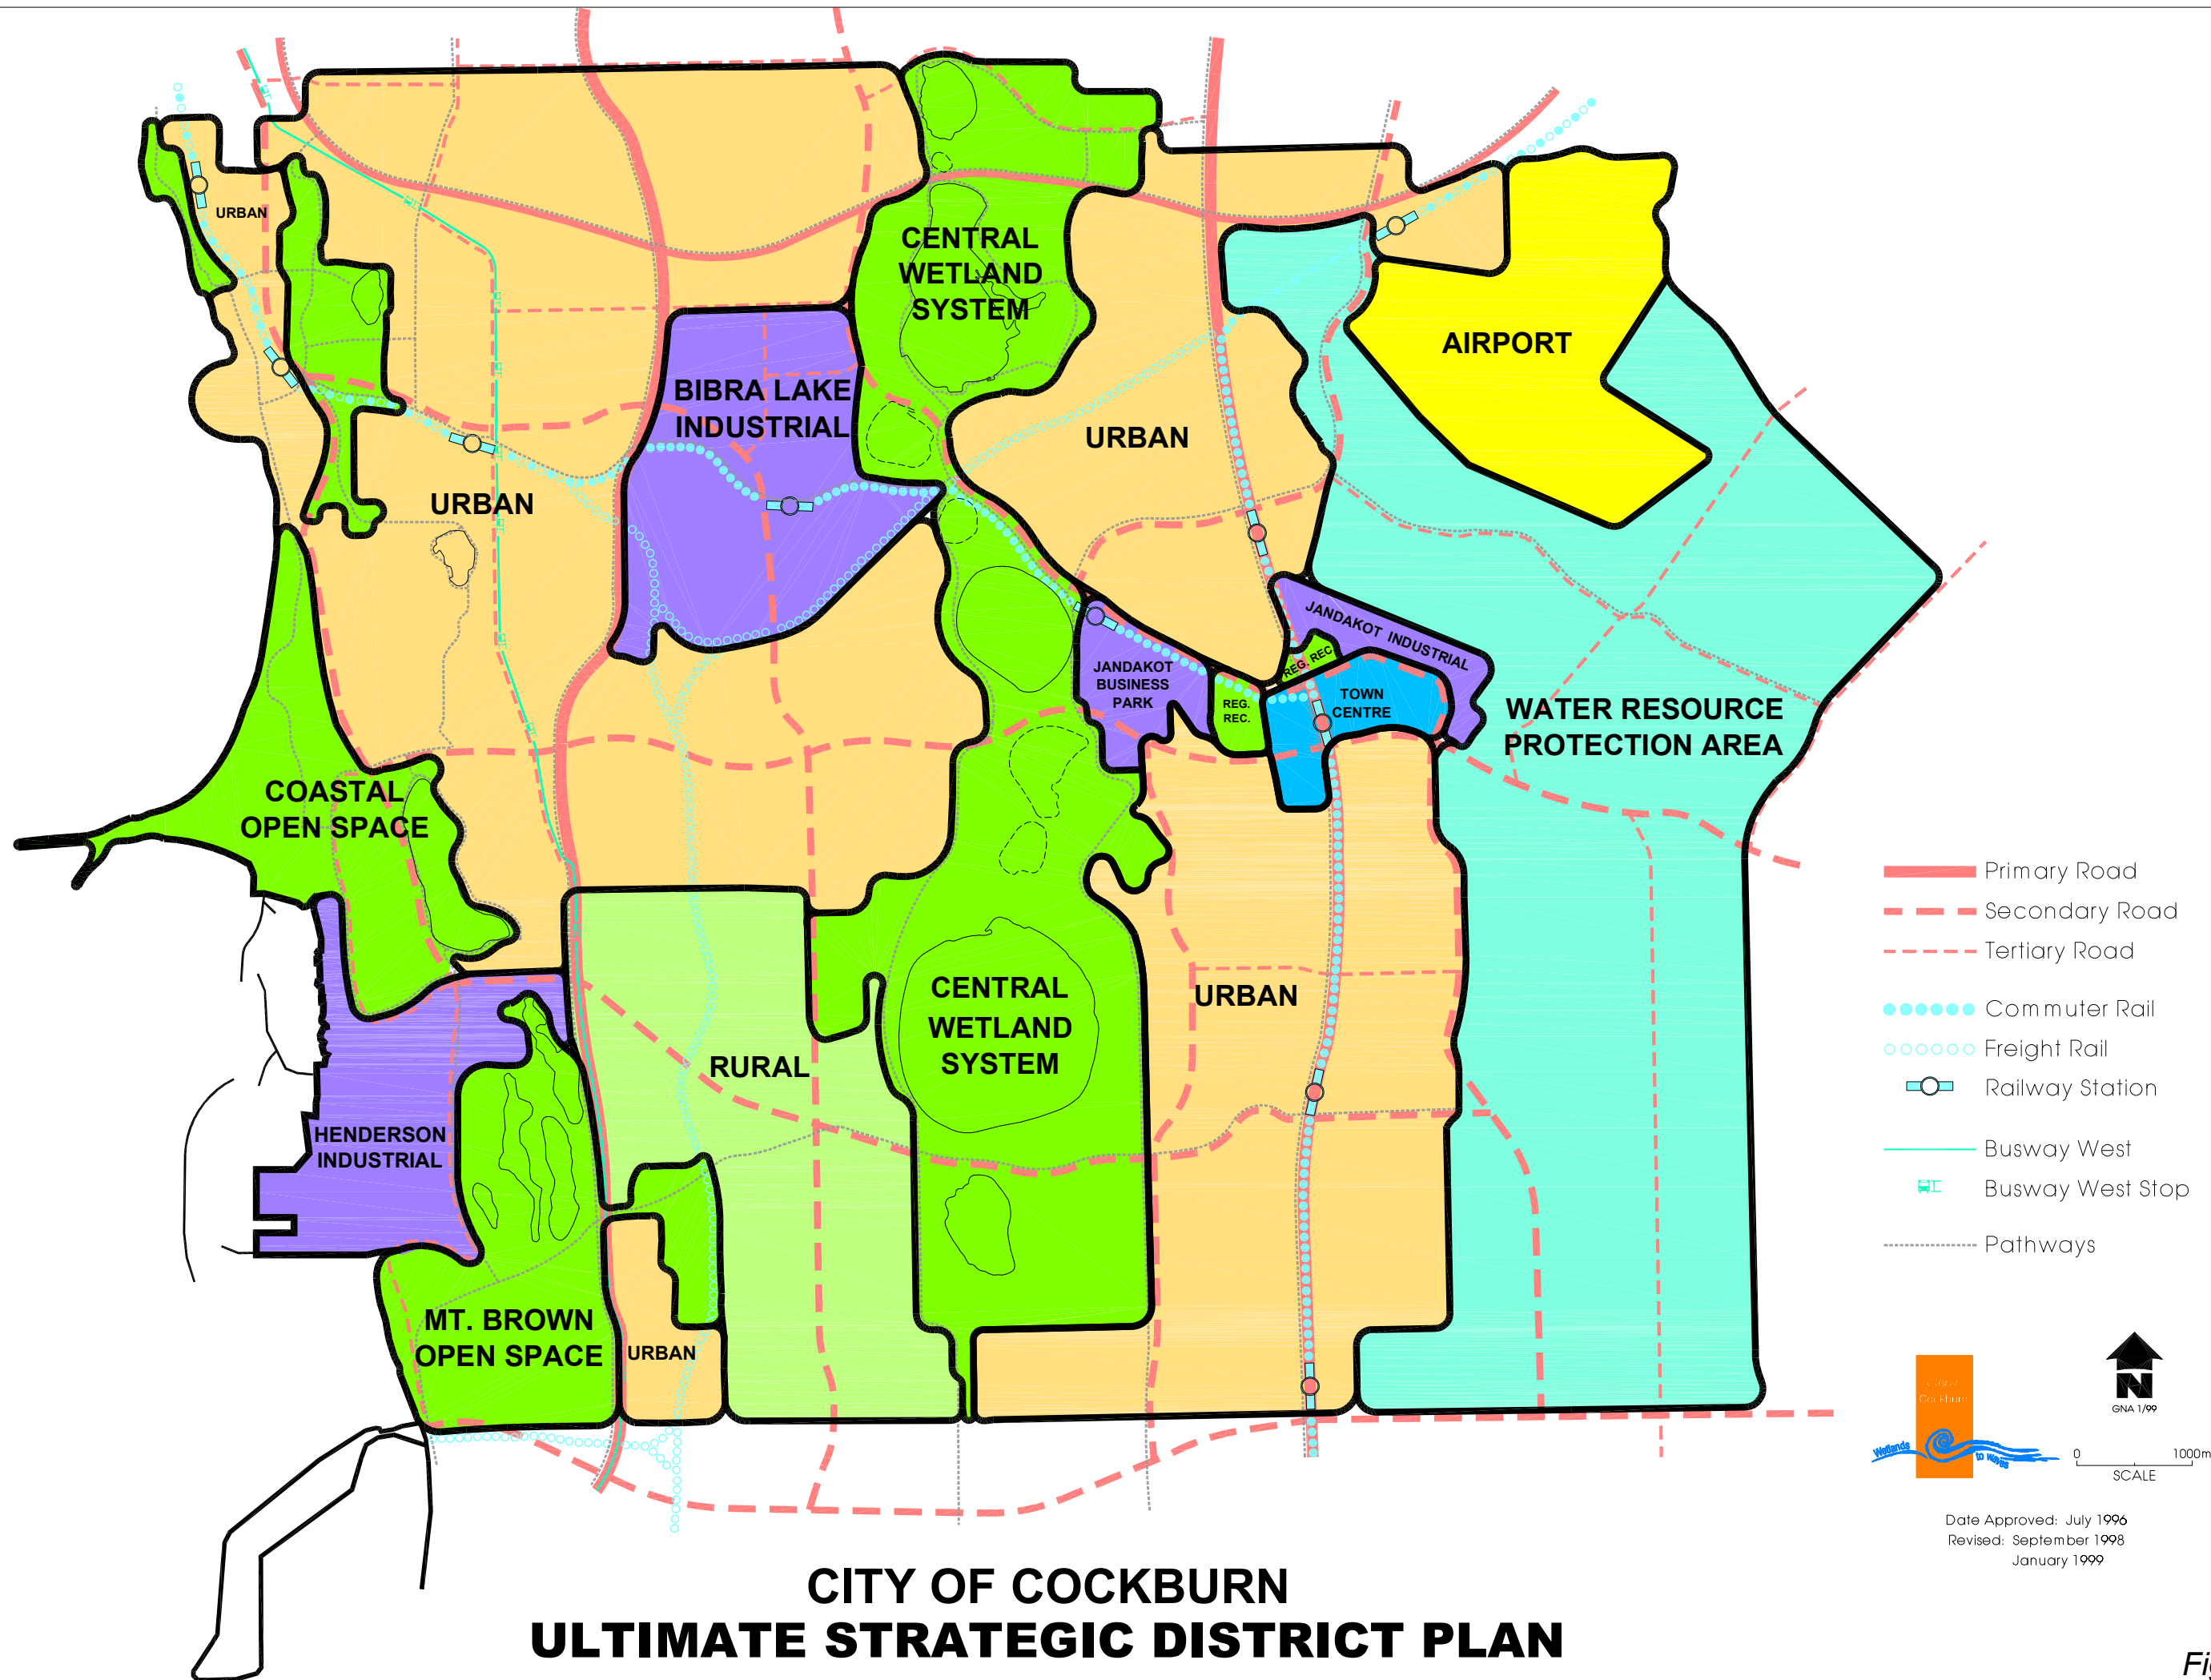 URBAN
CENTRAL
WETLAND
SYSTEM
AIRPORT
BIBRA LAKE
INDUSTRIAL
URBAN
URBAN
JANDAKOT INDUSTRIAL
REG. REC.
JANDAKOT
BUSINESS
PARK
REG.
REC.
TOWN
CENTRE
WATER RESOURCE
PROTECTION AREA
COASTAL
OPEN SPACE
CENTRAL
WETLAND
SYSTEM
URBAN
RURAL
HENDERSON
INDUSTRIAL
MT. BROWN
OPEN SPACE
URBAN
Primary Road
Secondary Road
Tertiary Road
Commuter Rail
Freight Rail
Railway Station
Busway West
Busway West Stop
Pathways
Cockburn
Wetlands
to waves
N
GNA 1/99
0 1000m
SCALE
Date Approved: July 1996
Revised: September 1998
January 1999
CITY OF COCKBURN
ULTIMATE STRATEGIC DISTRICT PLAN